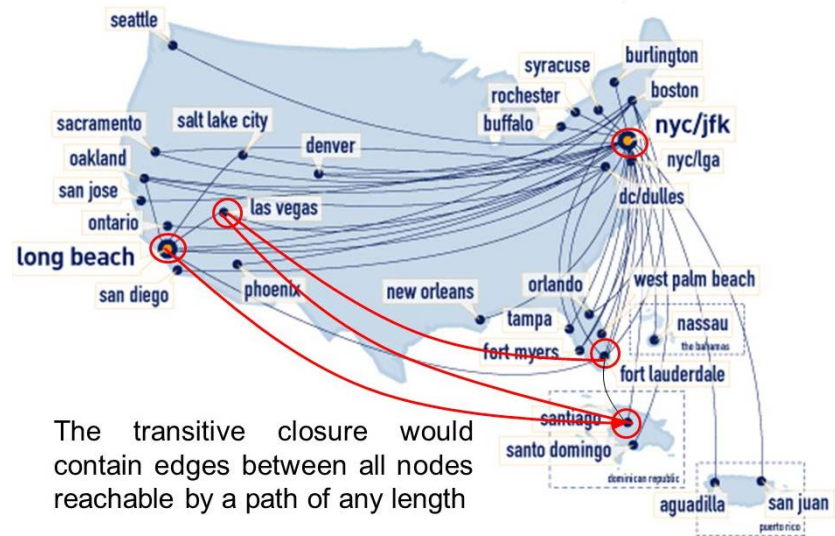 seattle
burlington
syracuse
boston
rochester
nyc/jfk
buffalo
sacramento
salt lake city
denver
nyc/lga
oakland
dc/dulles
san jose
las vegas
ontario
long beach
san diego
phoenix
new orleans
orlando
west palm beach
tampa
nassau
the bahamas
fort myers
fort lauderdale
santiago
santo domingo
dominican republic
aguadilla
san juan
puerto rico
The transitive closure would
contain edges between all nodes
reachable by a path of any length